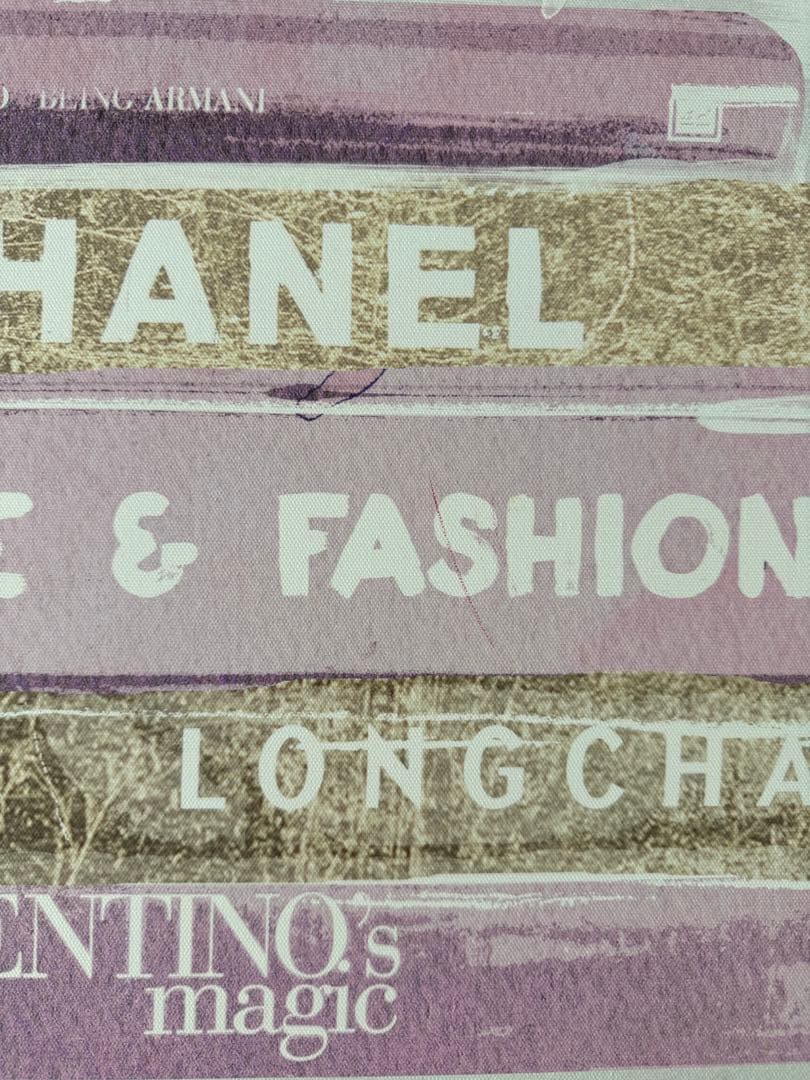 BEING ARMANI
HANEL
E & FASHION
LONGCHA
ENTINO.'s
magic